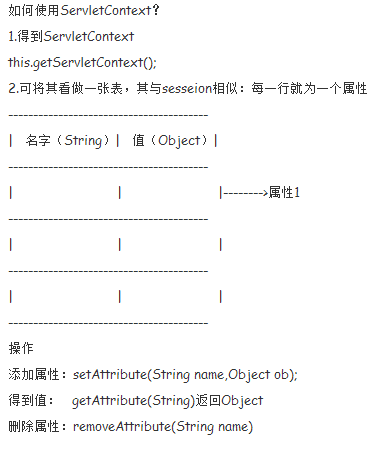 如何使用ServletContext?
1.得到ServletContext
this.getServletContext();
2.可将其看做一张表，其与sesseion相似：每一行就为一个属性
----------------------------------------
| 名字（String）| 值（Object）|
----------------------------------------
| | |-------->属性1
----------------------------------------
| | |
----------------------------------------
| | |
----------------------------------------
操作
添加属性：setAttribute(String name,Object ob);
得到值： getAttribute(String)返回Object
删除属性：removeAttribute(String name)